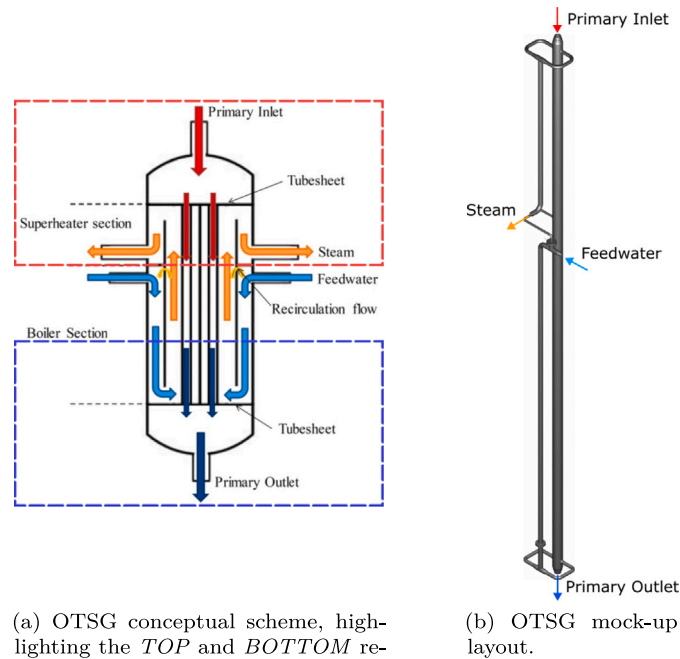 Primary Inlet
Tubesheet
Superheater section
Steam
Feedwater
Recirculation flow
Boiler Section
Tubesheet
Primary Outlet
(a) OTSG conceptual scheme, high-
lighting the TOP and BOTTOM re-
Primary Inlet
Steam
Feedwater
Primary Outlet
(b) OTSG mock-up
layout.